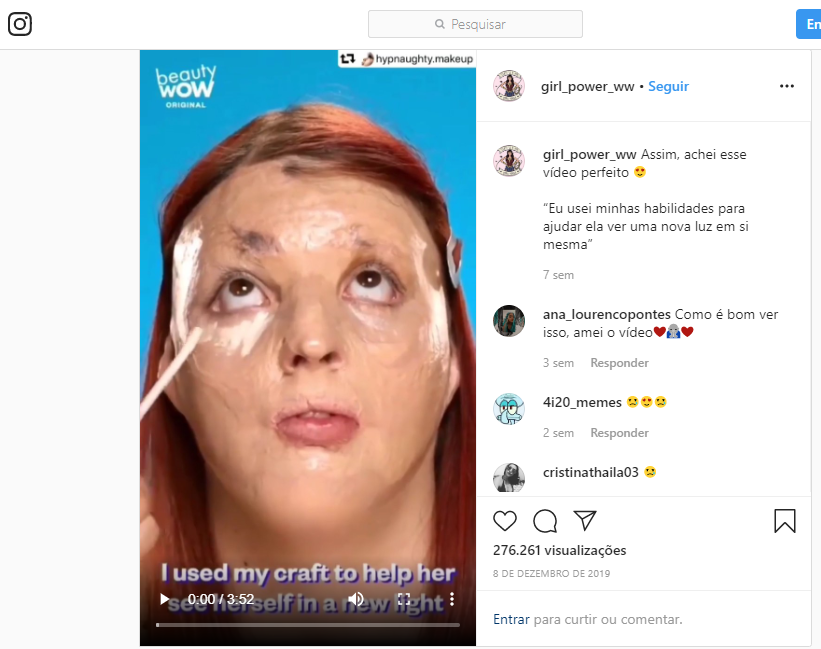 Pesquisar
En
hypnaughty.makeup
beauty
WOW
ORIGINAL
I used my craft to help her
see herself in a new light
0:00 / 3:52
girl_power_ww • Seguir
girl_power_ww Assim, achei esse
vídeo perfeito 😍
“Eu usei minhas habilidades para
ajudar ela ver uma nova luz em si
mesma”
7 sem
ana_lourencopontes Como é bom ver
isso, amei o vídeo
3 sem Responder
4i20_memes 😢😍😢
2 sem Responder
cristinathaila03 😢
276.261 visualizações
8 DE DEZEMBRO DE 2019
Entrar para curtir ou comentar.